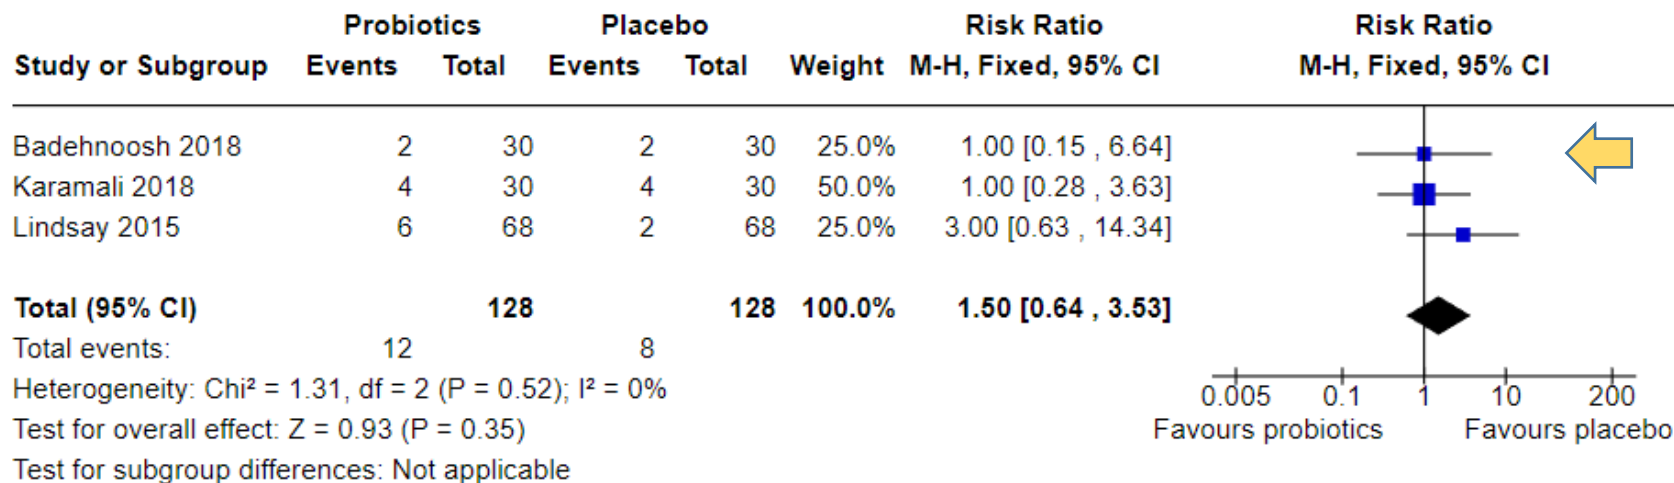 Probiotics Placebo Risk Ratio Risk Ratio
Study or Subgroup Events Total Events Total Weight M-H, Fixed, 95% CI M-H, Fixed, 95% CI
Badehnoosh 2018 2 30 2 30 25.0% 1.00 [0.15 , 6.64]
Karamali 2018 4 30 4 30 50.0% 1.00 [0.28 , 3.63]
Lindsay 2015 6 68 2 68 25.0% 3.00 [0.63 , 14.34]
Total (95% CI) 128 128 100.0% 1.50 [0.64 , 3.53]
Total events: 12 8
Heterogeneity: Chi² = 1.31, df = 2 (P = 0.52); I² = 0%
0.005 0.1 1 10 200
Test for overall effect: Z = 0.93 (P = 0.35)
Favours probiotics Favours placebo
Test for subgroup differences: Not applicable